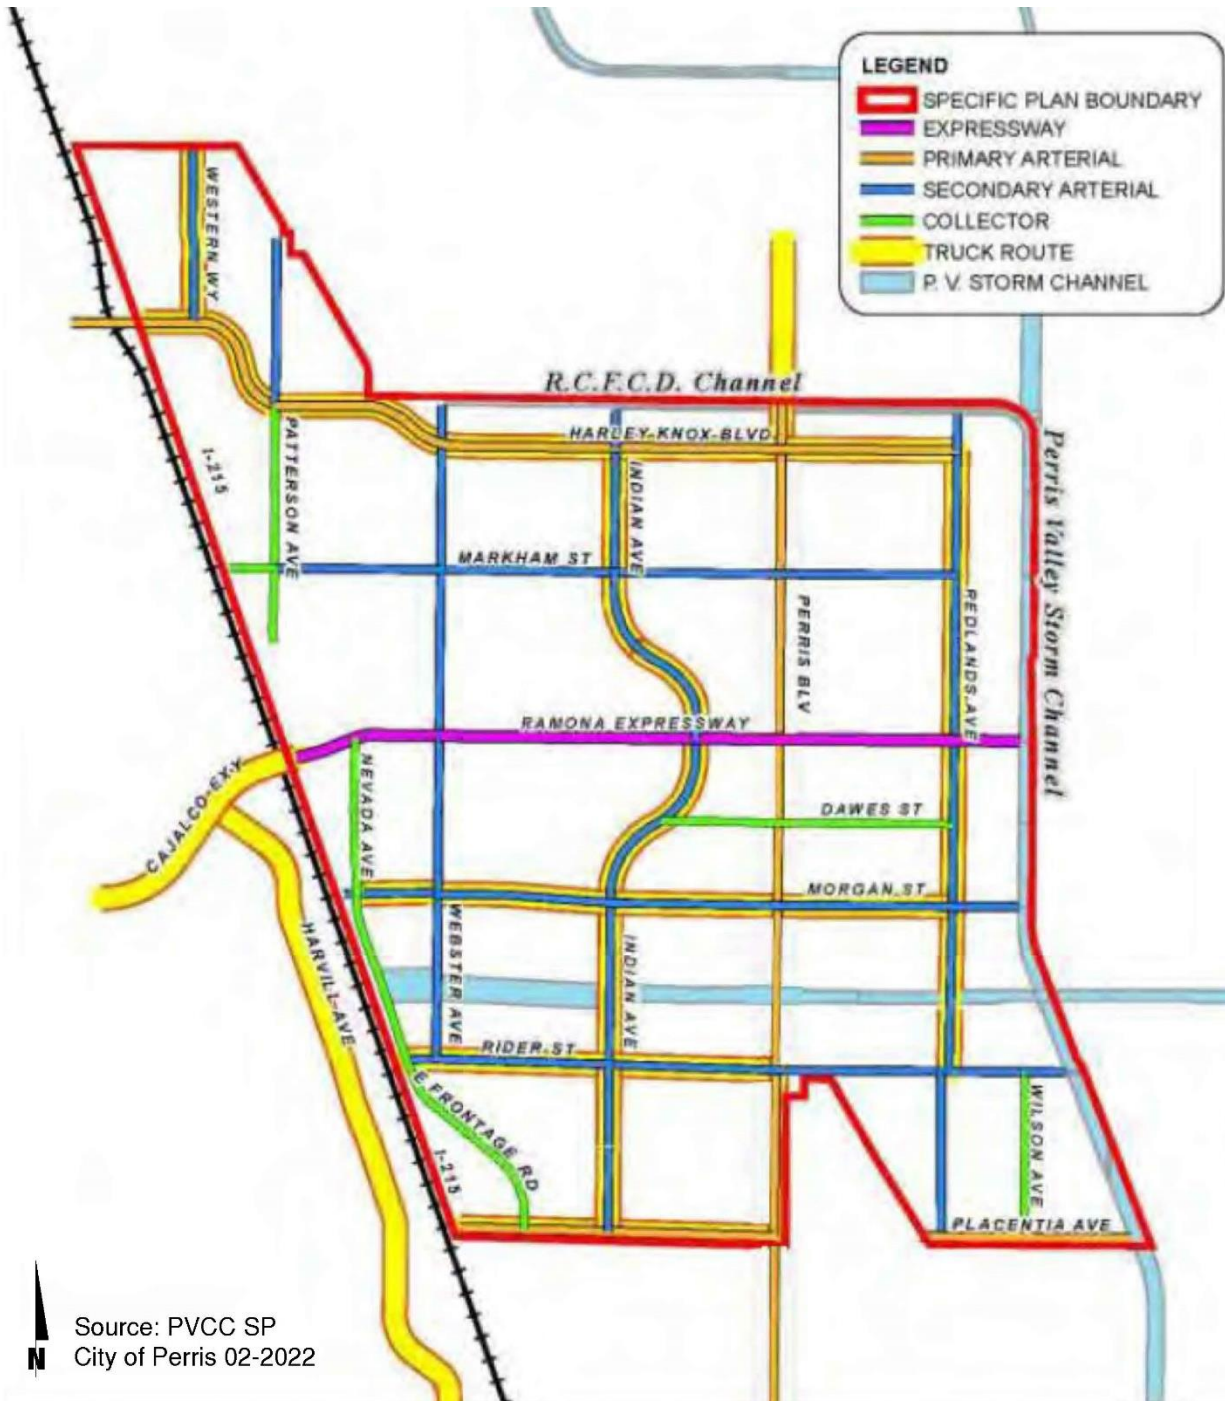 LEGEND
SPECIFIC PLAN BOUNDARY
EXPRESSWAY
PRIMARY ARTERIAL
SECONDARY ARTERIAL
COLLECTOR
TRUCK ROUTE
P. V. STORM CHANNEL
WESTERN WY
R.C.F.C.D. Channel
HARLEY KNOX BLVD
PATTERSON AVE
I-215
INDIAN AVE
Perris Valley Storm Channel
MARKHAM ST
PERRIS BLV
REDLANDS AVE
RAMONA EXPRESSWAY
CAJALCO EXY
NEVADA AVE
DAWES ST
MORGAN ST
HARVILL AVE
WEBSTER AVE
INDIAN AVE
RIDER ST
E FRONTAGE RD
I-215
WILSON AVE
PLACENTIA AVE
Source: PVCC SP
N City of Perris 02-2022